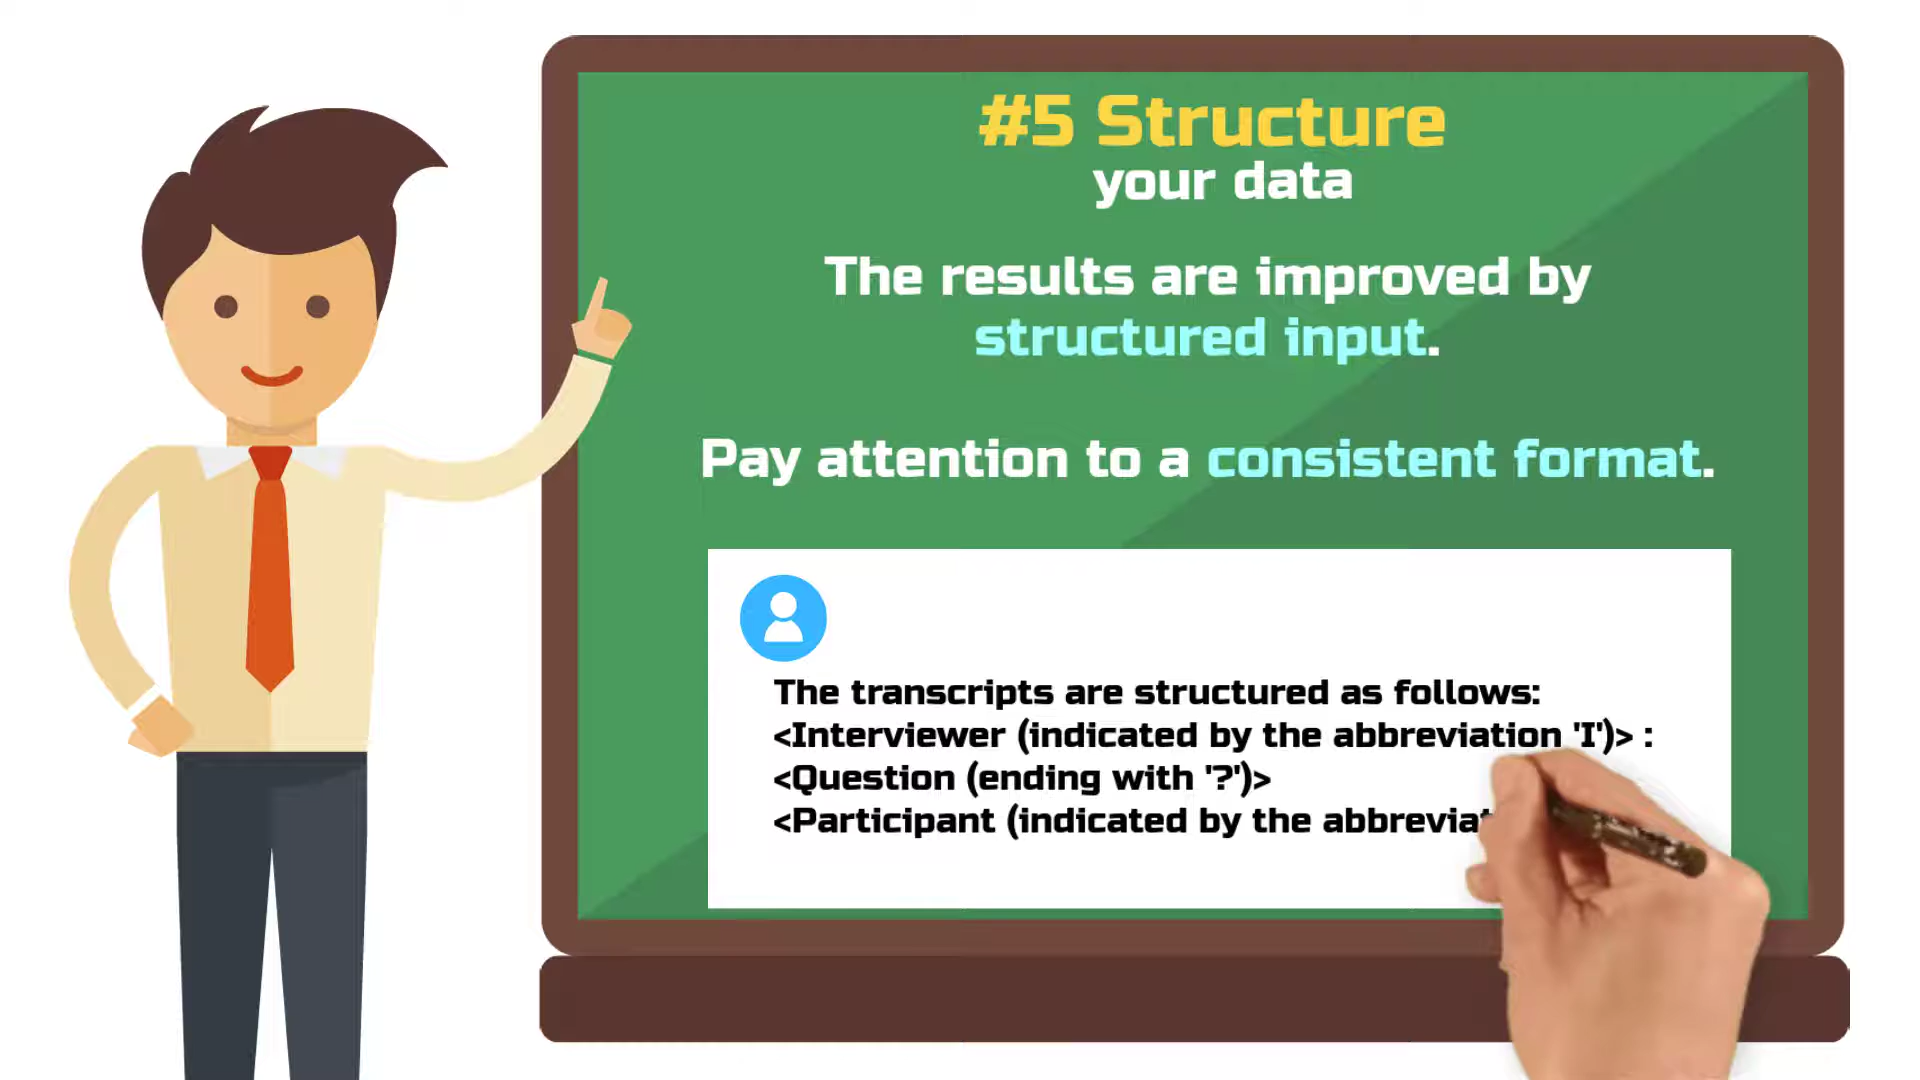 #5 Structure
your data
The results are improved by
structured input.
Pay attention to a consistent format.
The transcripts are structured as follows:
<Interviewer (indicated by the abbreviation 'I')> :
<Question (ending with '?')>
<Participant (indicated by the